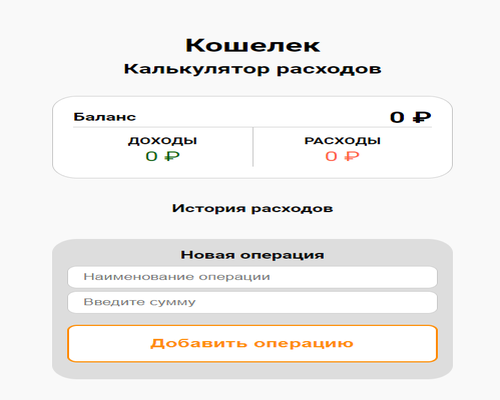 Кошелек
Калькулятор расходов
Баланс 0 ₽
ДОХОДЫ РАСХОДЫ
0 ₽ 0 ₽
История расходов
Новая операция
Наименование операции
Введите сумму
Добавить операцию